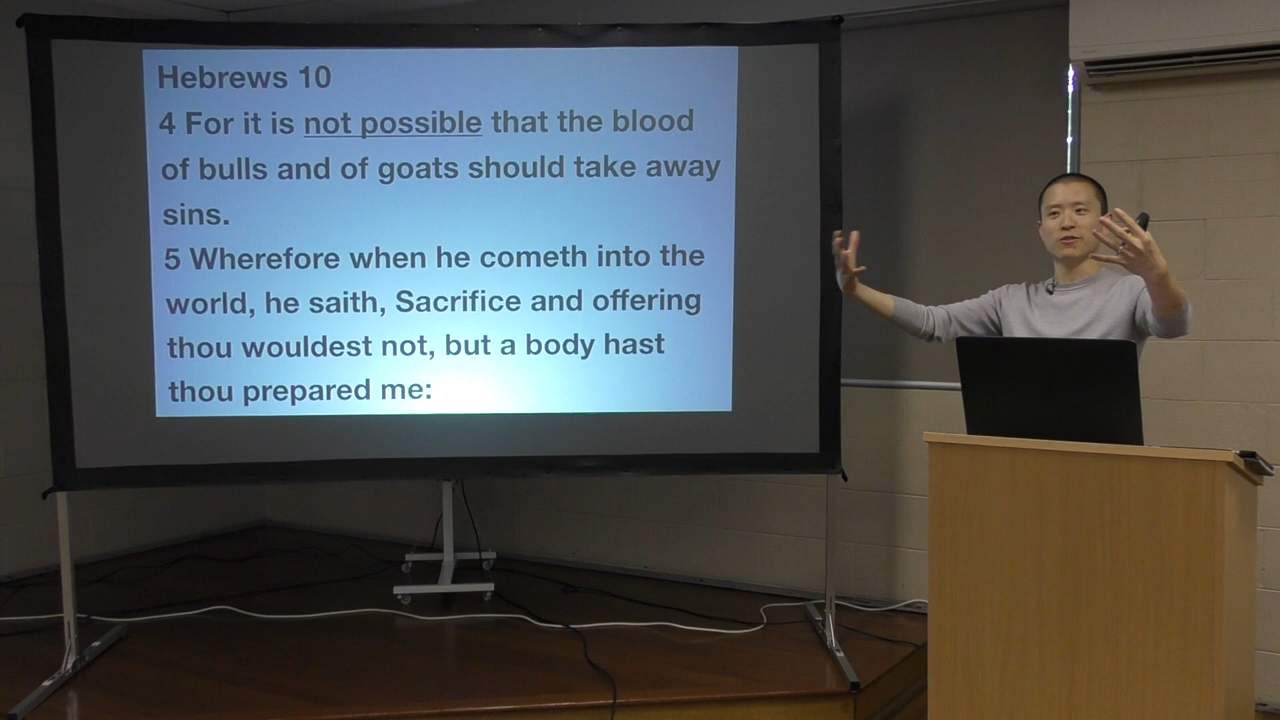 Hebrews 10
4 For it is not possible that the blood
of bulls and of goats should take away
sins.
5 Wherefore when he cometh into the
world, he saith, Sacrifice and offering
thou wouldest not, but a body hast
thou prepared me: